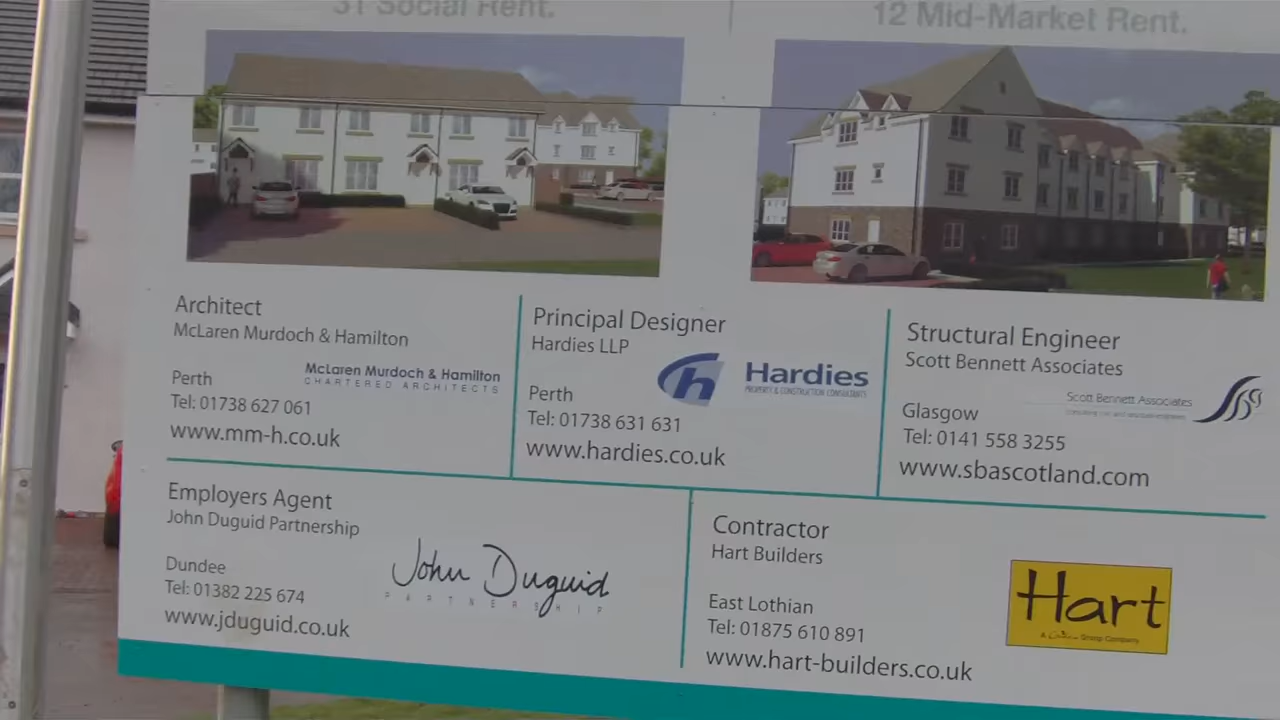 31 Social Rent.
12 Mid-Market Rent.
Architect
McLaren Murdoch & Hamilton
McLaren Murdoch & Hamilton
CHARTERED ARCHITECTS
Perth
Tel: 01738 627 061
www.mm-h.co.uk
Principal Designer
Hardies LLP
h Hardies
PROPERTY & CONSTRUCTION CONSULTANTS
Perth
Tel: 01738 631 631
www.hardies.co.uk
Structural Engineer
Scott Bennett Associates
Scott Bennett Associates
Glasgow
Tel: 0141 558 3255
www.sbascotland.com
Employers Agent
John Duguid Partnership
John Duguid
PARTNERSHIP
Dundee
Tel: 01382 225 674
www.jduguid.co.uk
Contractor
Hart Builders
Hart
A Group Company
East Lothian
Tel: 01875 610 891
www.hart-builders.co.uk